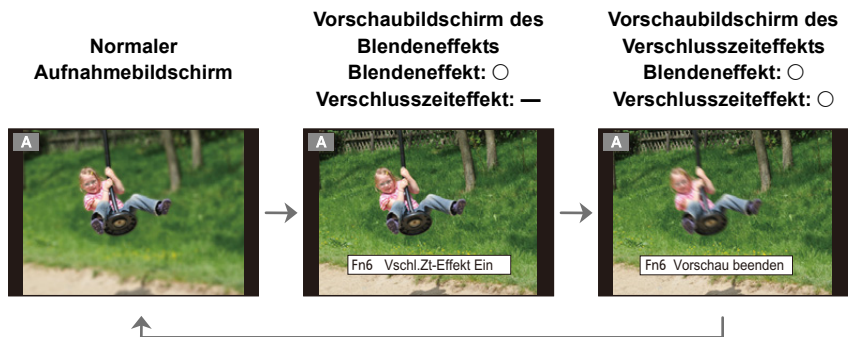 Normaler
Aufnahmebildschirm
Vorschaubildschirm des
Blendeneffekts
Blendeneffekt: ○
Verschlusszeiteffekt: —
Vorschaubildschirm des
Verschlusszeiteffekts
Blendeneffekt: ○
Verschlusszeiteffekt: ○
A
A
Fn6 Vschl.Zt-Effekt Ein
A
Fn6 Vorschau beenden